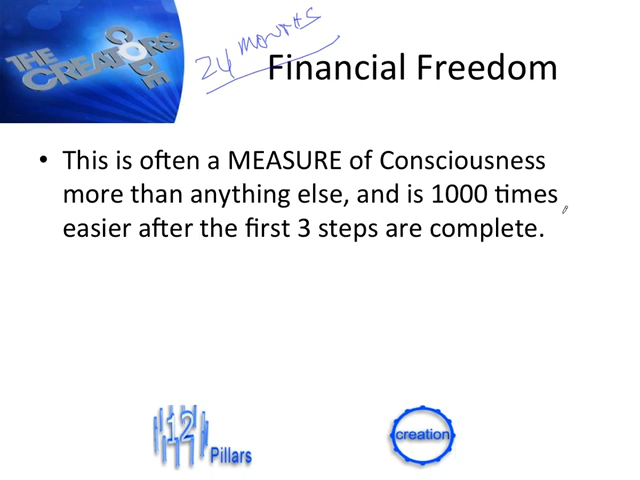 THE
CREATORS
CODE
24 months
Financial Freedom
• This is often a MEASURE of Consciousness
more than anything else, and is 1000 times
easier after the first 3 steps are complete.
12
Pillars
creation